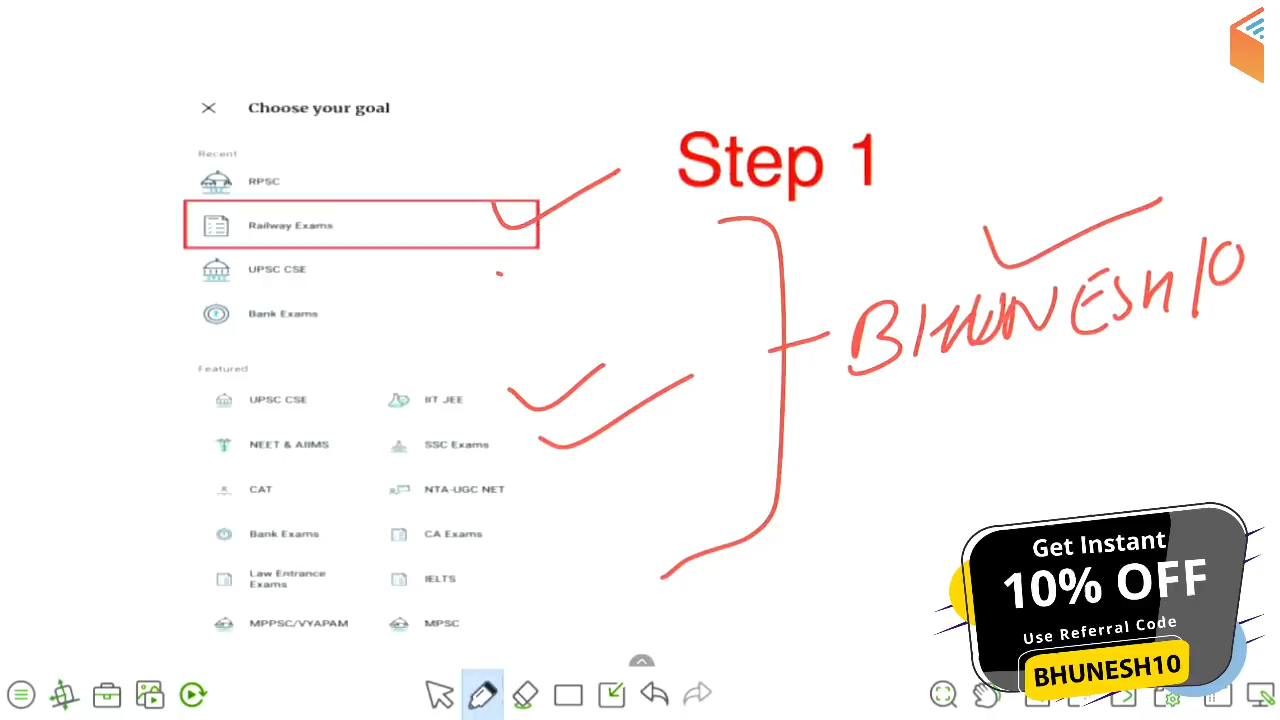 Choose your goal
Step 1
Recent
RPSC
Railway Exams
UPSC CSE
Bank Exams
BHUNESH10
Featured
UPSC CSE
IIT JEE
NEET & AIIMS
SSC Exams
CAT
NTA-UGC NET
Bank Exams
CA Exams
Law Entrance
Exams
IELTS
MPPSC/VYAPAM
MPSC
Get Instant
10% OFF
Use Referral Code
BHUNESH10